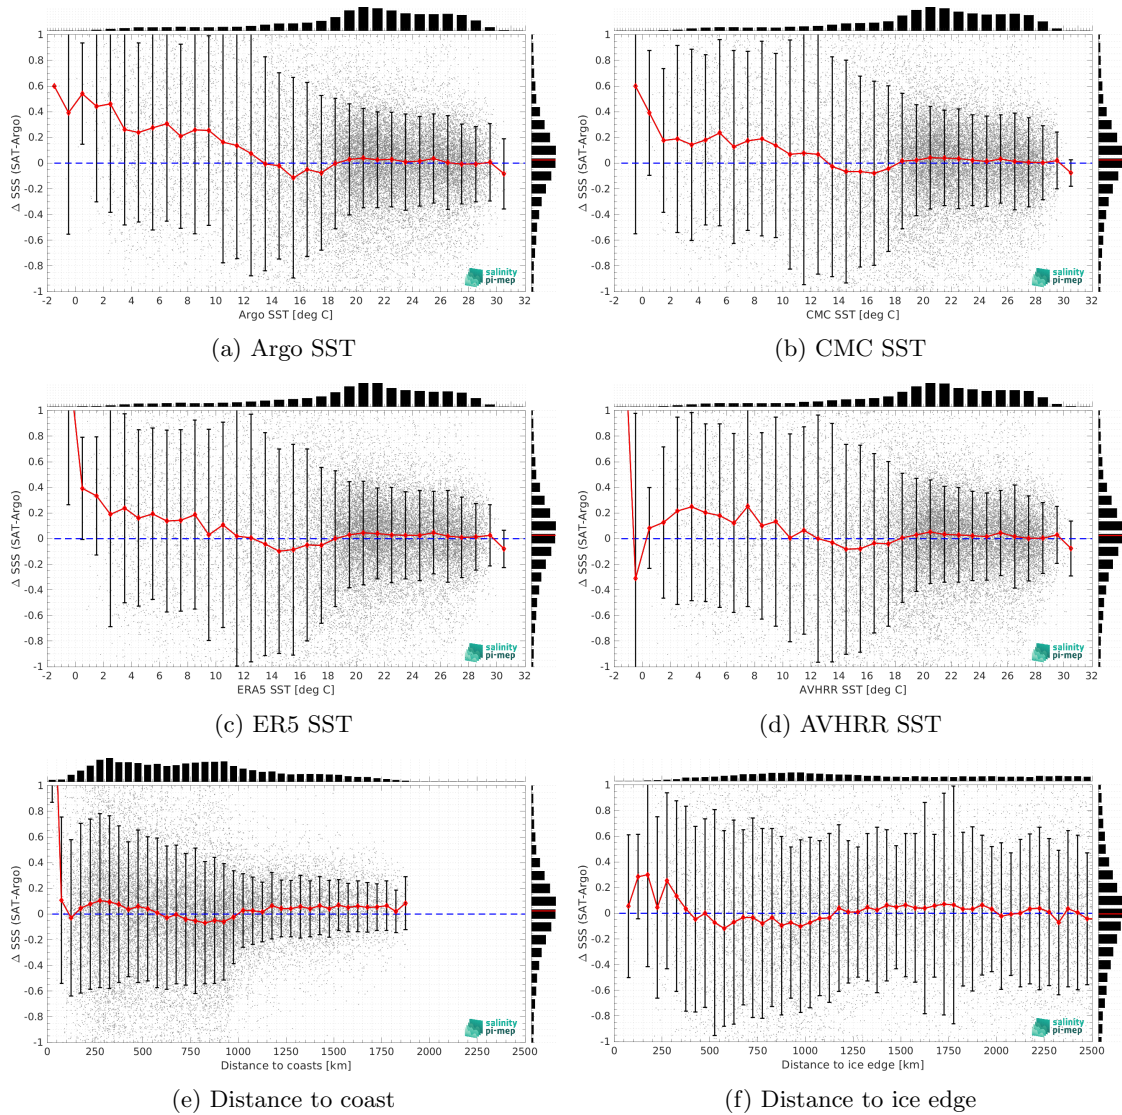 1
0.8
0.6
0.4
0.2
0
-0.2
-0.4
-0.6
-0.8
-1
Δ SSS (SAT-Argo)
salinity
pi-mep
-2 0 2 4 6 8 10 12 14 16 18 20 22 24 26 28 30 32
Argo SST [deg C]
(a) Argo SST
1
0.8
0.6
0.4
0.2
0
-0.2
-0.4
-0.6
-0.8
-1
Δ SSS (SAT-Argo)
salinity
pi-mep
-2 0 2 4 6 8 10 12 14 16 18 20 22 24 26 28 30 32
CMC SST [deg C]
(b) CMC SST
1
0.8
0.6
0.4
0.2
0
-0.2
-0.4
-0.6
-0.8
-1
Δ SSS (SAT-Argo)
salinity
pi-mep
-2 0 2 4 6 8 10 12 14 16 18 20 22 24 26 28 30 32
ERA5 SST [deg C]
(c) ER5 SST
1
0.8
0.6
0.4
0.2
0
-0.2
-0.4
-0.6
-0.8
-1
Δ SSS (SAT-Argo)
salinity
pi-mep
-2 0 2 4 6 8 10 12 14 16 18 20 22 24 26 28 30 32
AVHRR SST [deg C]
(d) AVHRR SST
1
0.8
0.6
0.4
0.2
0
-0.2
-0.4
-0.6
-0.8
-1
Δ SSS (SAT-Argo)
salinity
pi-mep
0 250 500 750 1000 1250 1500 1750 2000 2250 2500
Distance to coasts [km]
(e) Distance to coast
1
0.8
0.6
0.4
0.2
0
-0.2
-0.4
-0.6
-0.8
-1
Δ SSS (SAT-Argo)
salinity
pi-mep
0 250 500 750 1000 1250 1500 1750 2000 2250 2500
Distance to ice edge [km]
(f) Distance to ice edge